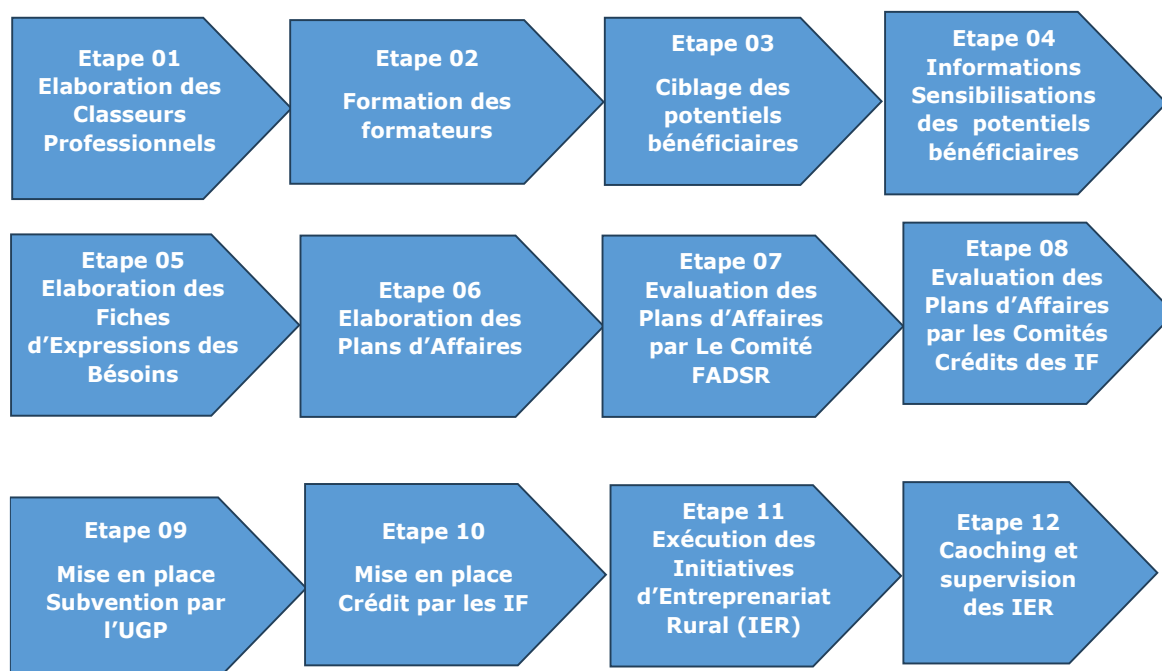 Etape 01
Elaboration des
Classeurs
Professionnels
Etape 02
Formation des
formateurs
Etape 03
Ciblage des
potentiels
bénéficiaires
Etape 04
Informations
Sensibilisations
des potentiels
bénéficiaires
Etape 05
Elaboration des
Fiches
d’Expressions des
Bésoins
Etape 06
Elaboration des
Plans d’Affaires
Etape 07
Evaluation des
Plans d’Affaires
par Le Comité
FADSR
Etape 08
Evaluation des
Plans d’Affaires
par les Comités
Crédits des IF
Etape 09
Mise en place
Subvention par
l’UGP
Etape 10
Mise en place
Crédit par les IF
Etape 11
Exécution des
Initiatives
d’Entreprenariat
Rural (IER)
Etape 12
Caoching et
supervision
des IER